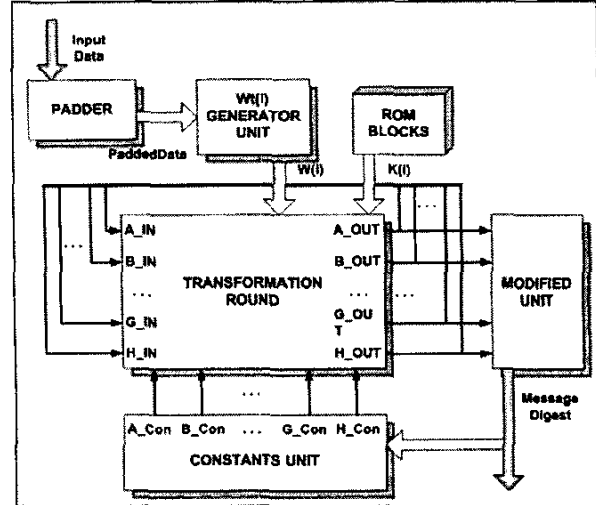 Input
Data
PADDER
PaddedData
Wt(i)
GENERATOR
UNIT
ROM
BLOCKS
W(i)
K(i)
...
...
A_IN
A_OUT
B_IN
B_OUT
TRANSFORMATION
ROUND
MODIFIED
UNIT
...
...
...
G_IN
G_OU
T
H_IN
H_OUT
...
Message
Digest
A_Con B_Con ... G_Con H_Con
CONSTANTS UNIT